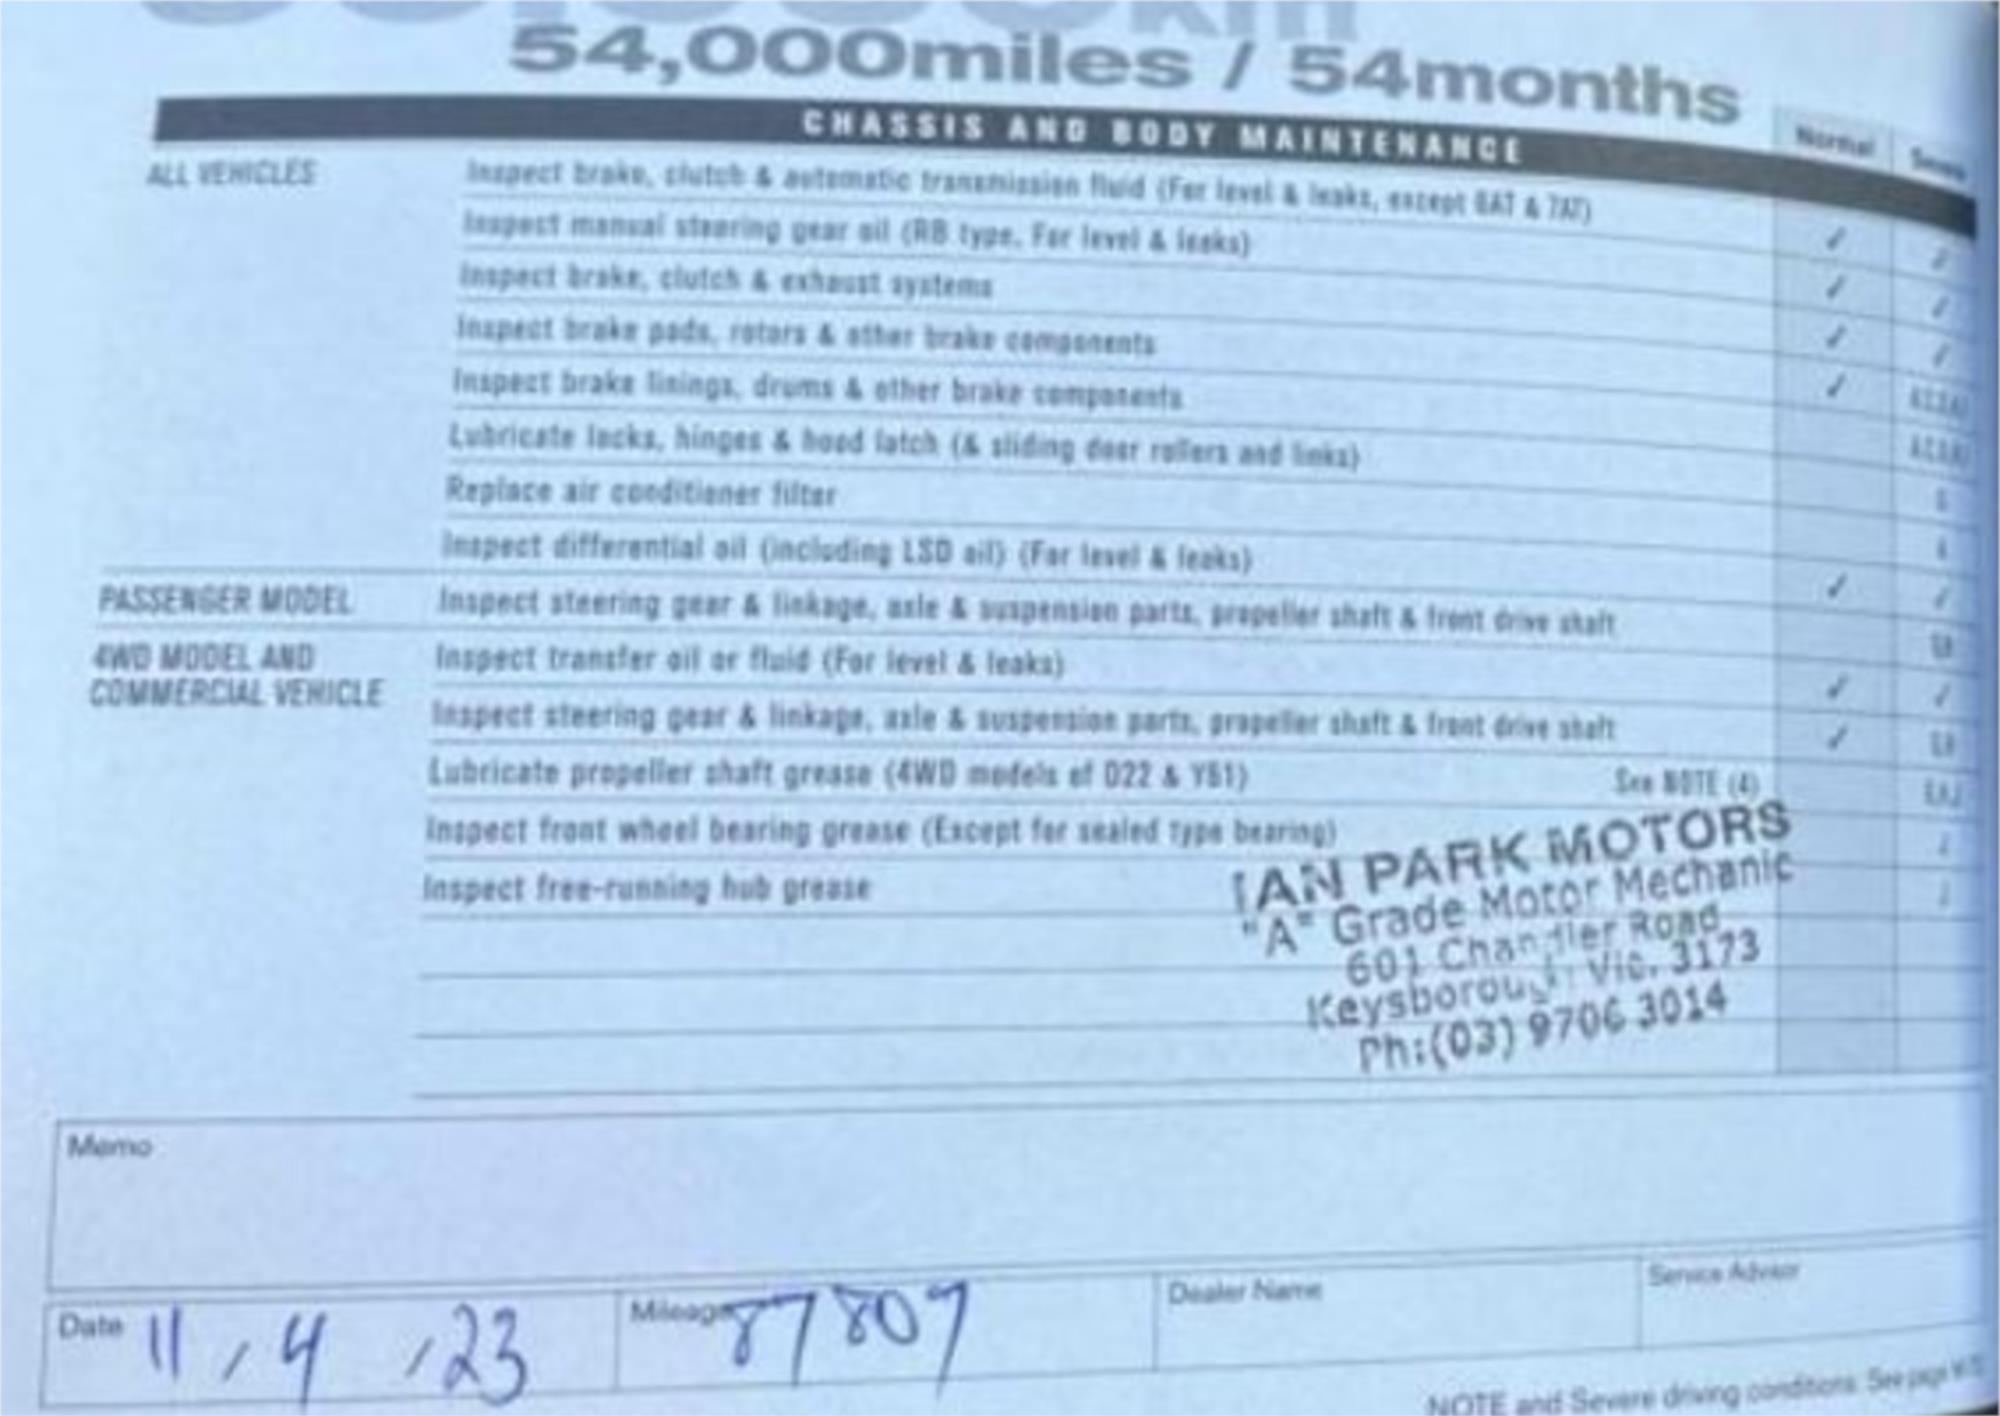 54,000miles / 54months
CHASSIS AND BODY MAINTENANCE
Normal
ALL VEHICLES
Inspect brake, clutch & automatic transmission fluid (For level & leaks, except 6AT & 7AT) ✓ ✓
Inspect manual steering gear oil (RB type, For level & leaks) ✓ ✓
Inspect brake, clutch & exhaust systems ✓ ✓
Inspect brake pads, rotors & other brake components ✓
Inspect brake linings, drums & other brake components
Lubricate locks, hinges & hood latch (& sliding door rollers and links)
Replace air conditioner filter
Inspect differential oil (including LSD oil) (For level & leaks) ✓ ✓
PASSENGER MODEL
Inspect steering gear & linkage, axle & suspension parts, propeller shaft & front drive shaft
4WD MODEL AND
COMMERCIAL VEHICLE
Inspect transfer oil or fluid (For level & leaks) ✓ ✓
Inspect steering gear & linkage, axle & suspension parts, propeller shaft & front drive shaft ✓
Lubricate propeller shaft grease (4WD models of D22 & Y61) See NOTE (4)
Inspect front wheel bearing grease (Except for sealed type bearing)
Inspect free-running hub grease
IAN PARK MOTORS
"A" Grade Motor Mechanic
601 Chandler Road
Keysborough Vic. 3173
Ph:(03) 9706 3014
Memo
Date 11 / 4 / 23
Mileage 87807
Dealer Name
Service Advisor
NOTE and Severe driving conditions: See page